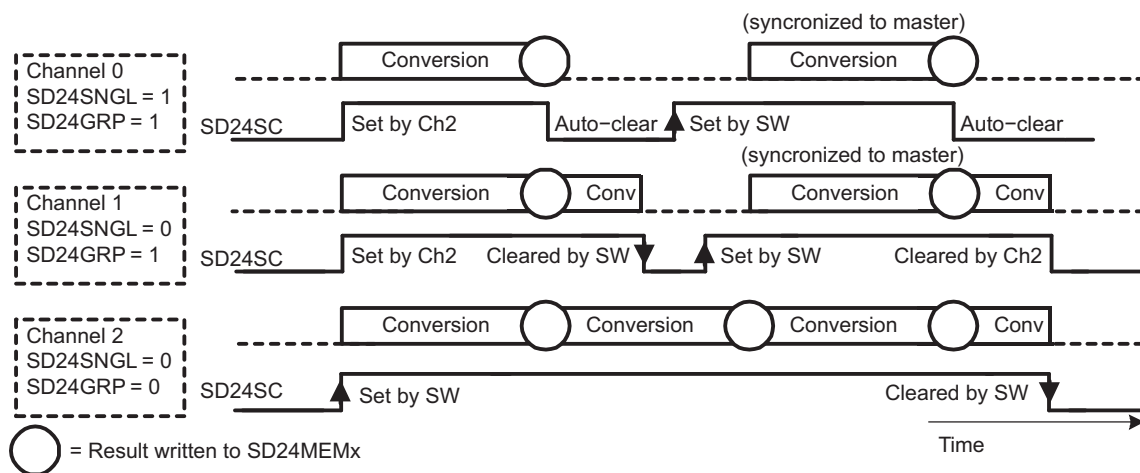 (syncronized to master)
Conversion Conversion
Channel 0
SD24SNGL = 1
SD24GRP = 1
SD24SC Set by Ch2 Auto−clear Set by SW Auto−clear
(syncronized to master)
Conversion Conv Conversion Conv
Channel 1
SD24SNGL = 0
SD24GRP = 1
SD24SC Set by Ch2 Cleared by SW Set by SW Cleared by Ch2
Conversion Conversion Conversion Conv
Channel 2
SD24SNGL = 0
SD24GRP = 0
SD24SC Set by SW Cleared by SW
= Result written to SD24MEMx
Time